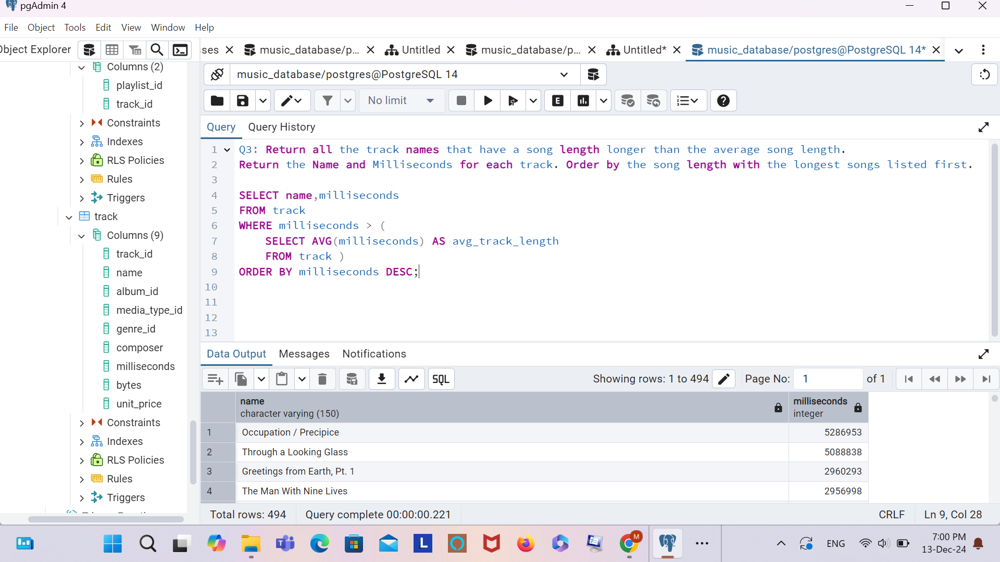 pgAdmin 4
File Object Tools Edit View Window Help
Object Explorer
ses
music_database/p...
Untitled
music_database/p...
Untitled*
music_database/postgres@PostgreSQL 14*
Columns (2)
playlist_id
track_id
Constraints
Indexes
RLS Policies
Rules
Triggers
track
Columns (9)
track_id
name
album_id
media_type_id
genre_id
composer
milliseconds
bytes
unit_price
Constraints
Indexes
RLS Policies
Rules
Triggers
music_database/postgres@PostgreSQL 14
No limit
E
Query Query History
1 Q3: Return all the track names that have a song length longer than the average song length.
2 Return the Name and Milliseconds for each track. Order by the song length with the longest songs listed first.
3
4 SELECT name,milliseconds
5 FROM track
6 WHERE milliseconds > (
7 SELECT AVG(milliseconds) AS avg_track_length
8 FROM track )
9 ORDER BY milliseconds DESC;
10
11
12
13
Data Output Messages Notifications
SQL
Showing rows: 1 to 494
Page No: 1 of 1
name milliseconds
character varying (150) integer
1 Occupation / Precipice 5286953
2 Through a Looking Glass 5088838
3 Greetings from Earth, Pt. 1 2960293
4 The Man With Nine Lives 2956998
Total rows: 494 Query complete 00:00:00.221 CRLF Ln 9, Col 28
L
M
ENG
7:00 PM
13-Dec-24